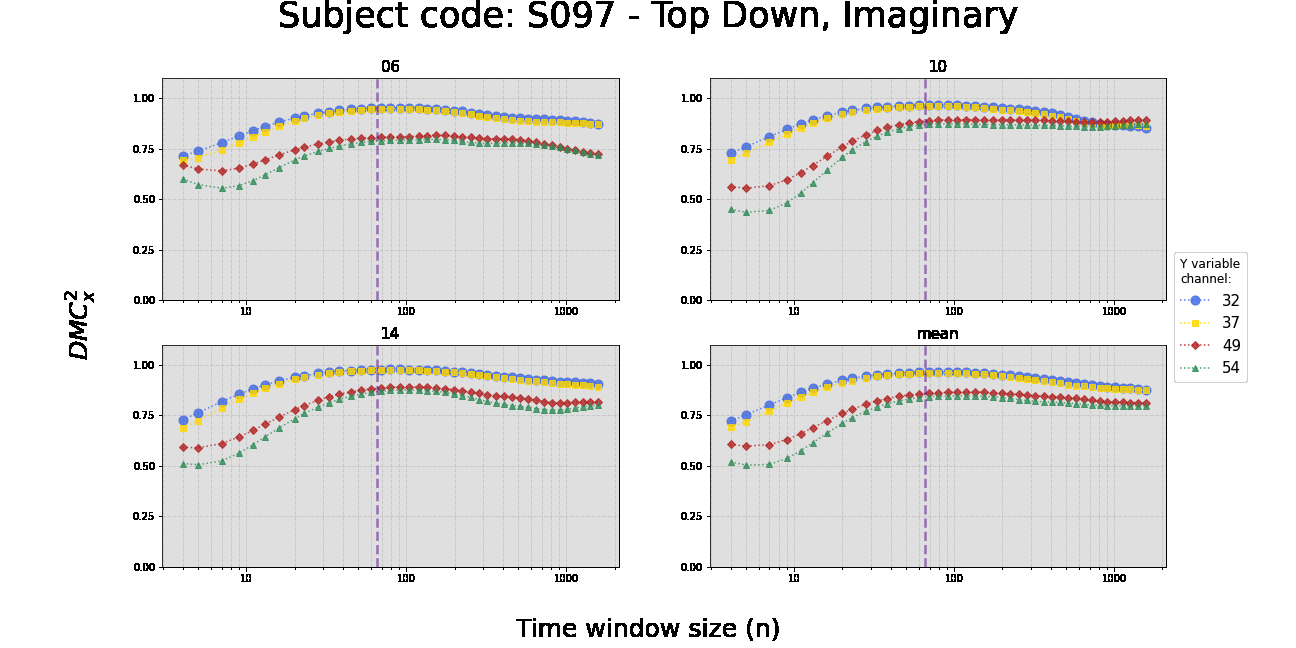 Subject code: S097 - Top Down, Imaginary
06
1.00
0.75
0.50
0.25
0.00
10 100 1000
10
1.00
0.75
0.50
0.25
0.00
10 100 1000
14
1.00
0.75
0.50
0.25
0.00
10 100 1000
mean
1.00
0.75
0.50
0.25
0.00
10 100 1000
DMC²ₓ
Time window size (n)
Y variable
channel:
32
37
49
54